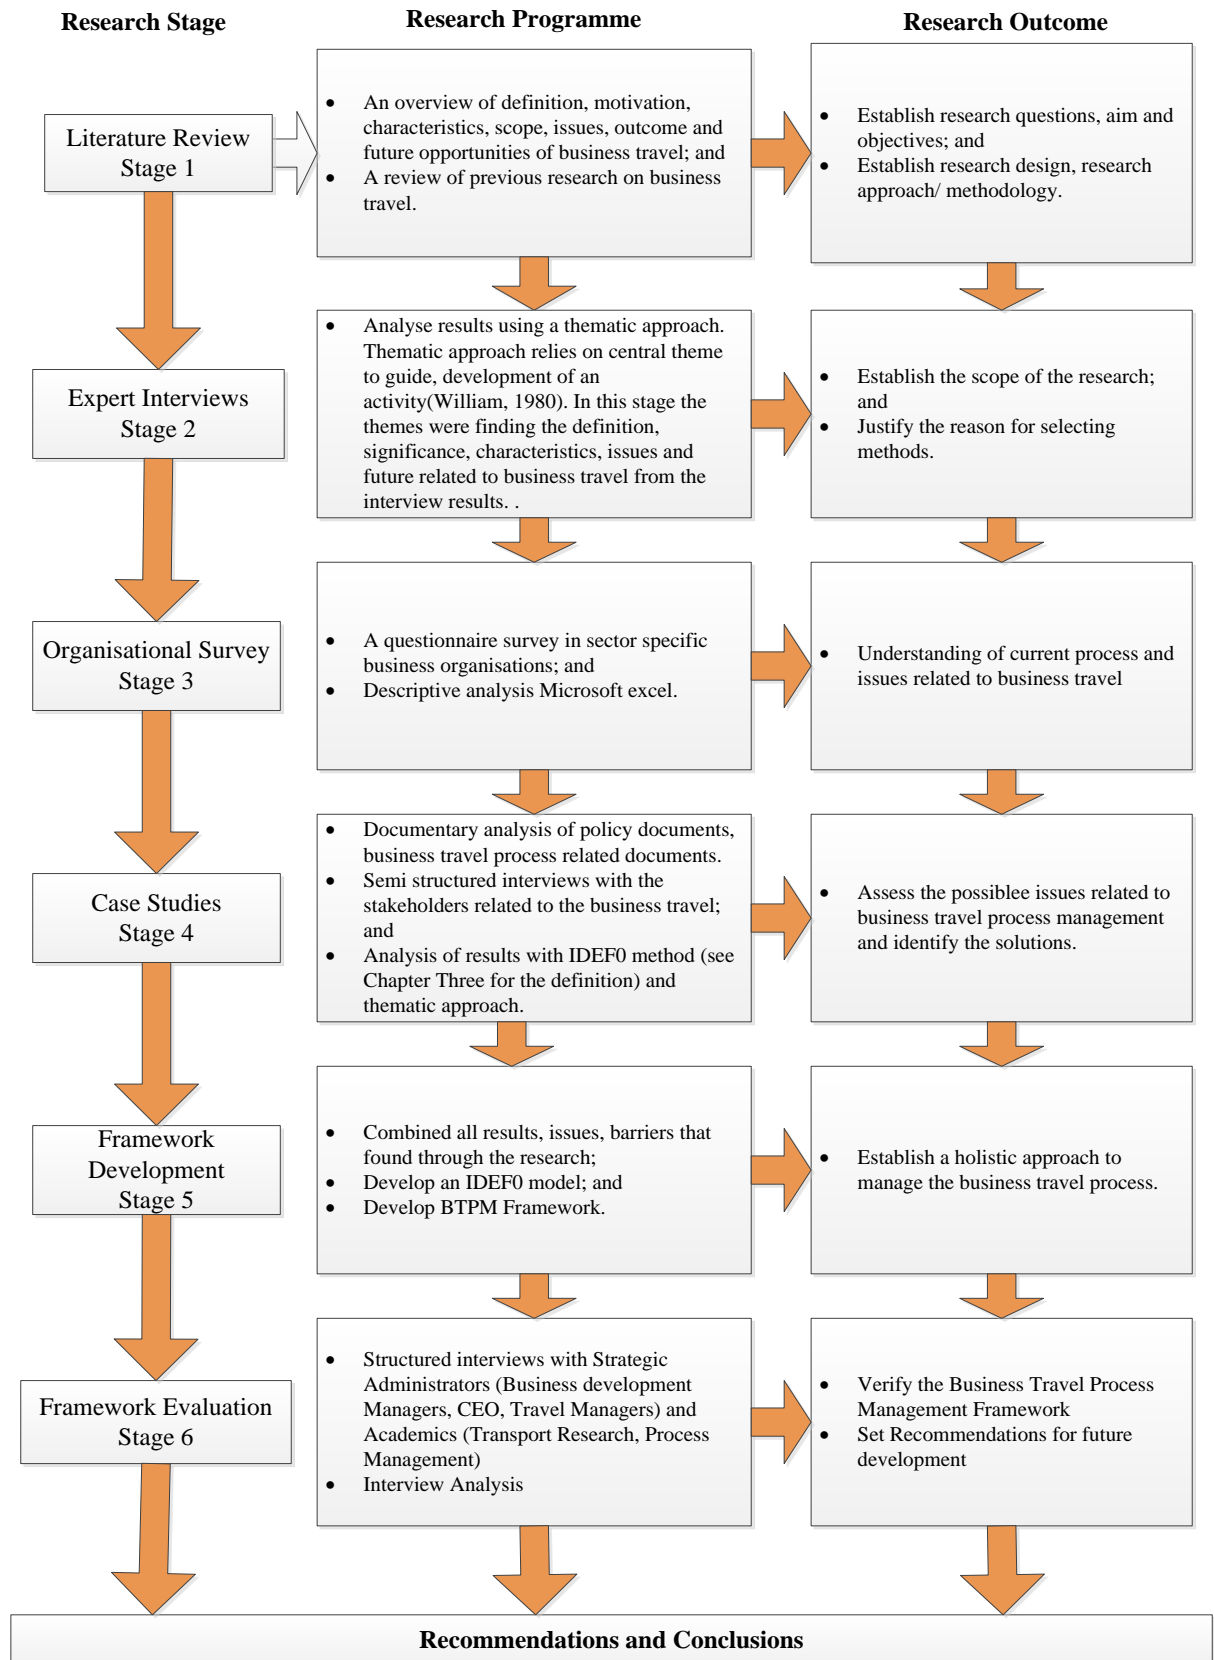 Research Stage
Research Programme
Research Outcome
Literature Review
Stage 1
• An overview of definition, motivation,
characteristics, scope, issues, outcome and
future opportunities of business travel; and
• A review of previous research on business
travel.
• Establish research questions, aim and
objectives; and
• Establish research design, research
approach/ methodology.
Expert Interviews
Stage 2
• Analyse results using a thematic approach.
Thematic approach relies on central theme
to guide, development of an
activity(William, 1980). In this stage the
themes were finding the definition,
significance, characteristics, issues and
future related to business travel from the
interview results. .
• Establish the scope of the research;
and
• Justify the reason for selecting
methods.
Organisational Survey
Stage 3
• A questionnaire survey in sector specific
business organisations; and
• Descriptive analysis Microsoft excel.
• Understanding of current process and
issues related to business travel
Case Studies
Stage 4
• Documentary analysis of policy documents,
business travel process related documents.
• Semi structured interviews with the
stakeholders related to the business travel;
and
• Analysis of results with IDEF0 method (see
Chapter Three for the definition) and
thematic approach.
• Assess the possiblee issues related to
business travel process management
and identify the solutions.
Framework
Development
Stage 5
• Combined all results, issues, barriers that
found through the research;
• Develop an IDEF0 model; and
• Develop BTPM Framework.
• Establish a holistic approach to
manage the business travel process.
Framework Evaluation
Stage 6
• Structured interviews with Strategic
Administrators (Business development
Managers, CEO, Travel Managers) and
Academics (Transport Research, Process
Management)
• Interview Analysis
• Verify the Business Travel Process
Management Framework
• Set Recommendations for future
development
Recommendations and Conclusions